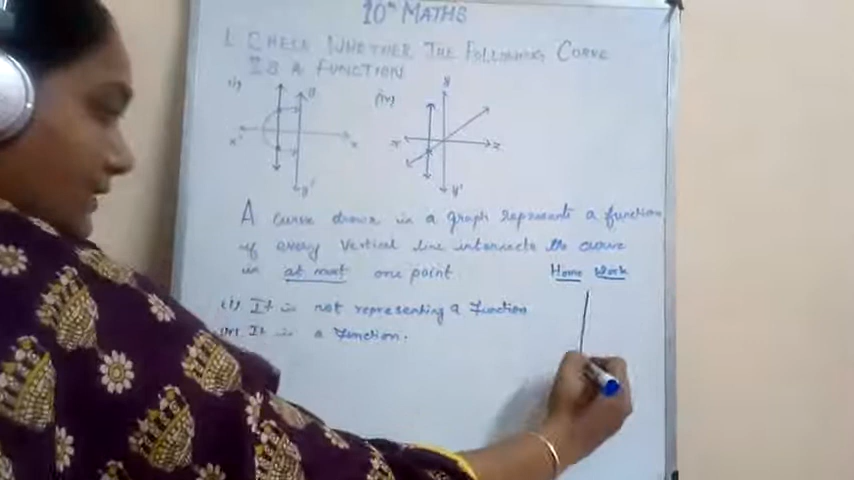 10th MATHS
1. CHECK WHETHER THE FOLLOWING CURVE
IS A FUNCTION
i)
y
x'
x
y'
(iv)
y
x'
x
y'
A curve drawn in a graph represents a function
if every vertical line intersects the curve
in at most one point
Home Work
(i) It is not representing a function
(iv) It is a function.